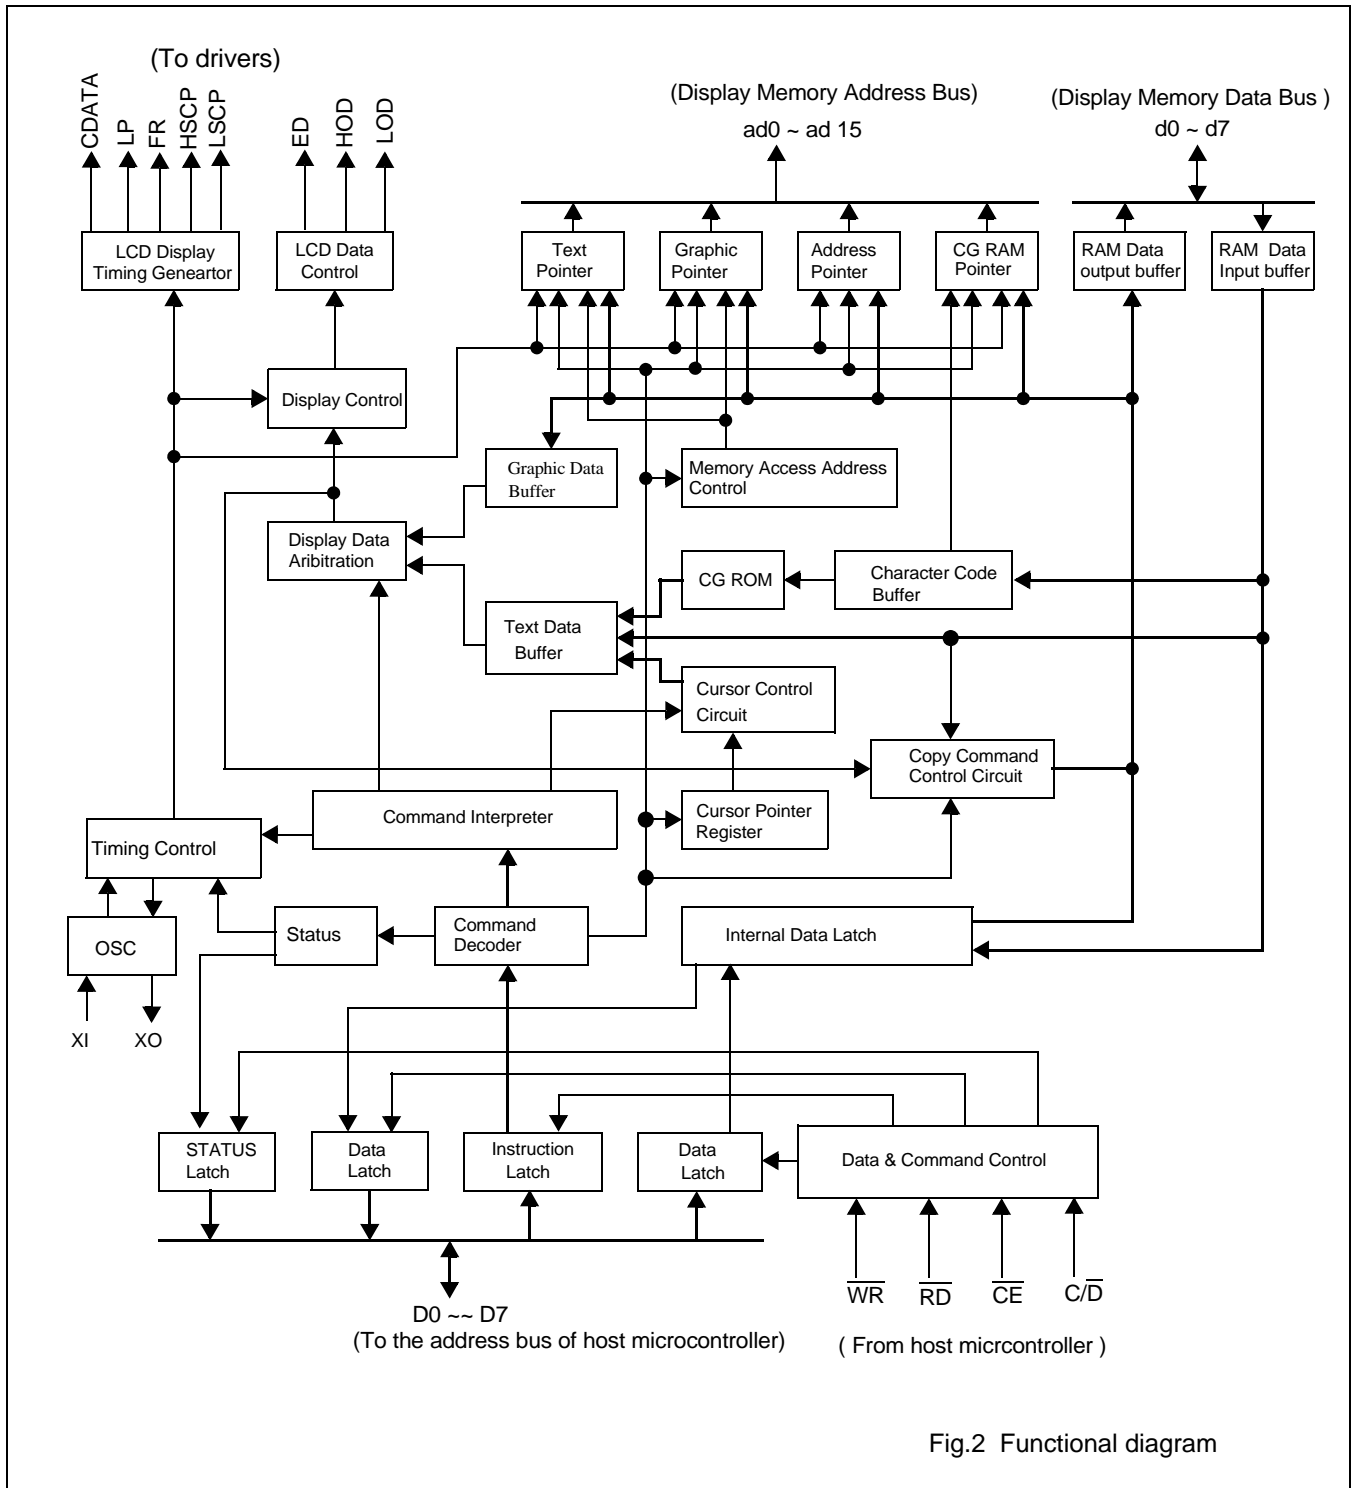 (To drivers)
CDATA
LP
FR
HSCP
LSCP
ED
HOD
LOD
(Display Memory Address Bus)
ad0 ~ ad 15
(Display Memory Data Bus )
d0 ~ d7
LCD Display
Timing Geneartor
LCD Data
Control
Text
Pointer
Graphic
Pointer
Address
Pointer
CG RAM
Pointer
RAM Data
output buffer
RAM Data
Input buffer
Display Control
Graphic Data
Buffer
Memory Access Address
Control
Display Data
Aribitration
CG ROM
Character Code
Buffer
Text Data
Buffer
Cursor Control
Circuit
Copy Command
Control Circuit
Command Interpreter
Cursor Pointer
Register
Timing Control
OSC
Status
Command
Decoder
Internal Data Latch
XI
XO
STATUS
Latch
Data
Latch
Instruction
Latch
Data
Latch
Data & Command Control
W̅R̅
R̅D̅
C̅E̅
C/D̅
D0 ~~ D7
(To the address bus of host microcontroller)
( From host micrcontroller )
Fig.2 Functional diagram